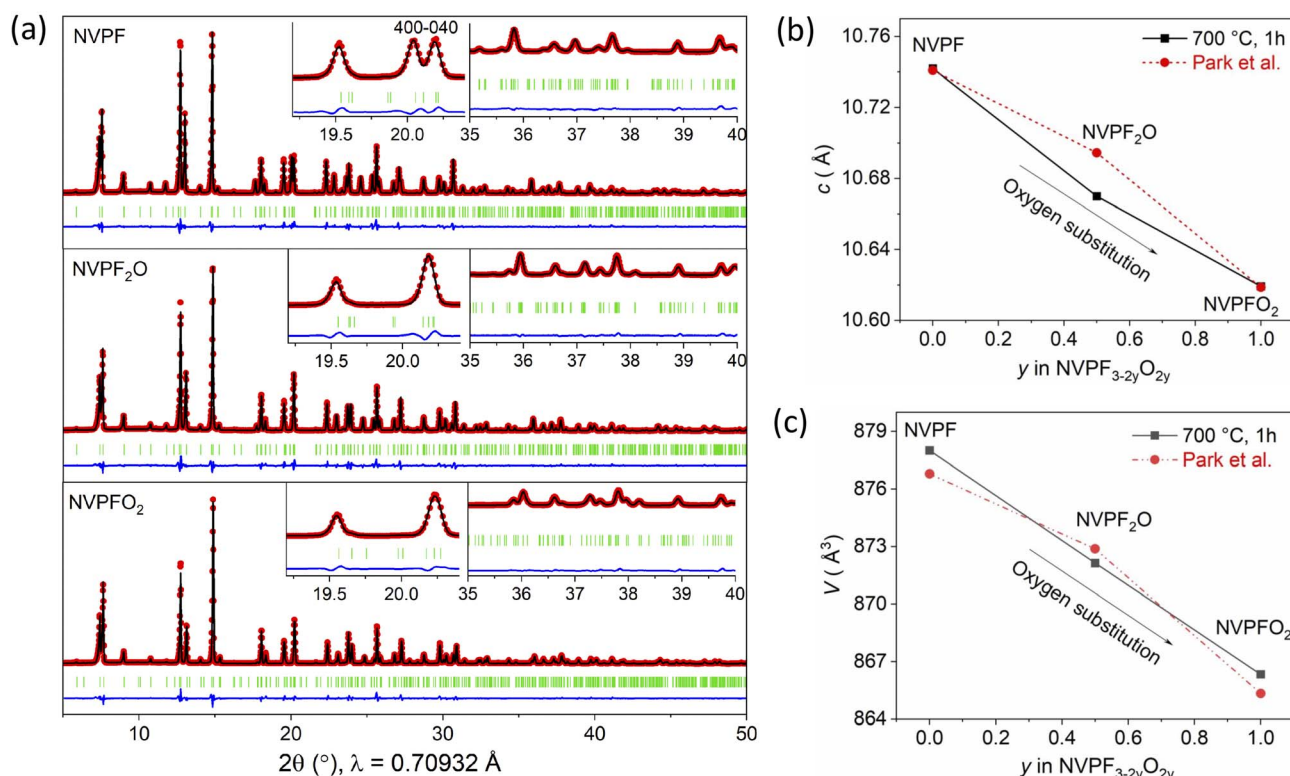 (a)
NVPF
400-040
19.5
20.0
35
36
37
38
39
40
NVPF₂O
19.5
20.0
35
36
37
38
39
40
NVPFO₂
19.5
20.0
35
36
37
38
39
40
10
20
30
40
50
2θ (°), λ = 0.70932 Å
(b)
10.76
10.72
10.68
10.64
10.60
c (Å)
NVPF
700 °C, 1h
Park et al.
NVPF₂O
Oxygen substitution
NVPFO₂
0.0
0.2
0.4
0.6
0.8
1.0
y in NVPF₃₋₂yO₂y
(c)
879
876
873
870
867
864
V (Å³)
NVPF
700 °C, 1h
Park et al.
NVPF₂O
Oxygen substitution
NVPFO₂
0.0
0.2
0.4
0.6
0.8
1.0
y in NVPF₃₋₂yO₂y